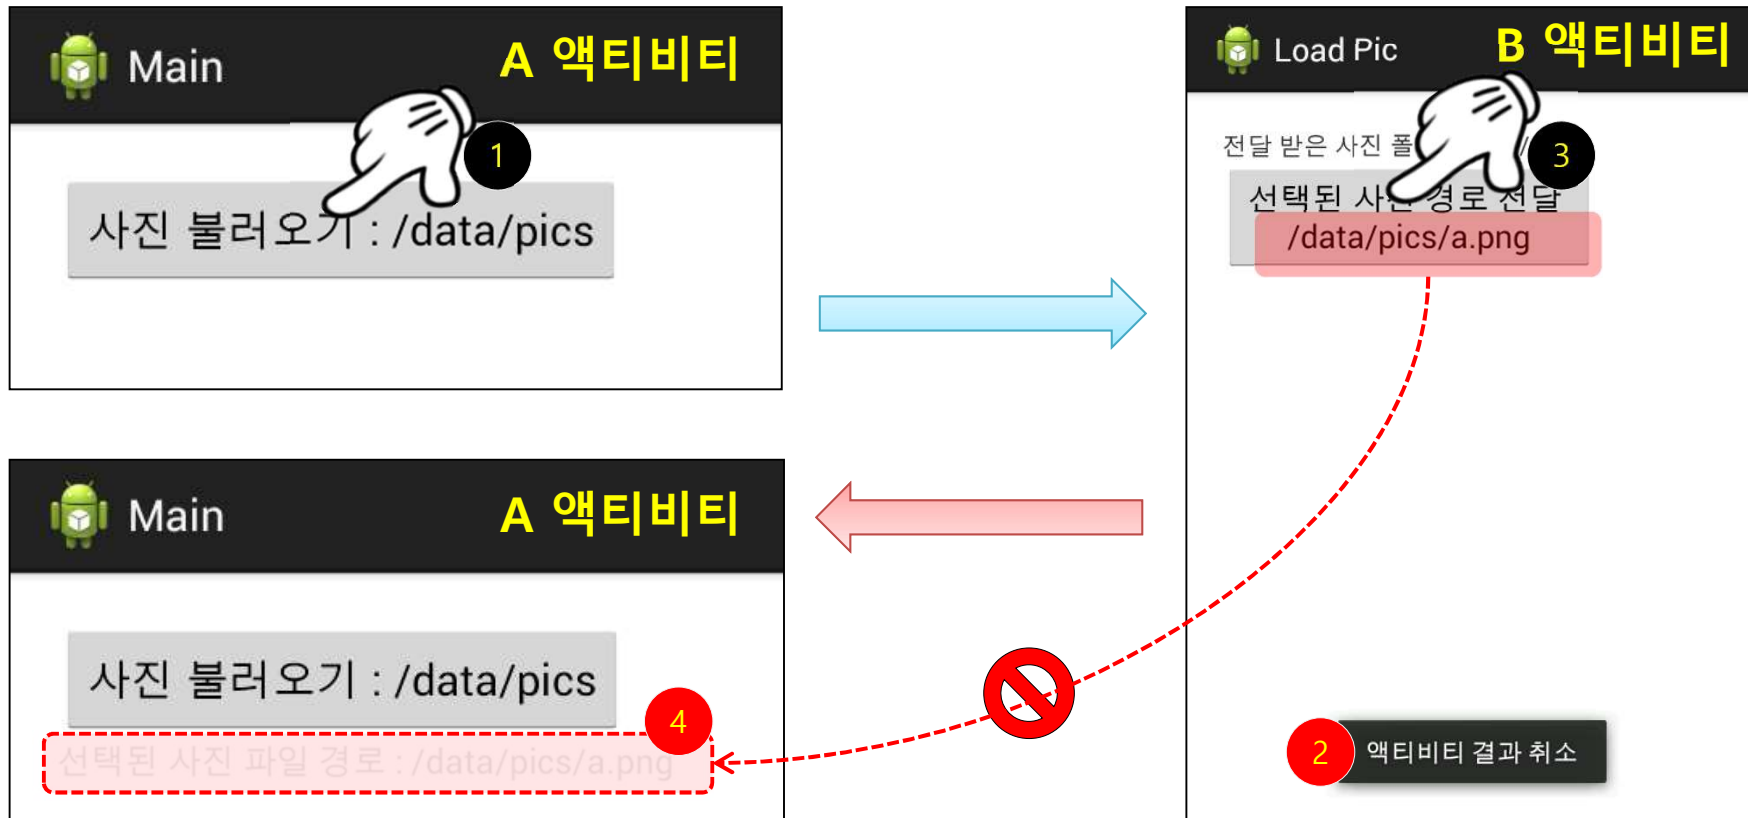 Main
A 액티비티
1
사진 불러오기 : /data/pics
Load Pic
B 액티비티
전달 받은 사진 폴
3
선택된 사진 경로 전달
/data/pics/a.png
Main
A 액티비티
사진 불러오기 : /data/pics
4
선택된 사진 파일 경로 : /data/pics/a.png
2
액티비티 결과 취소